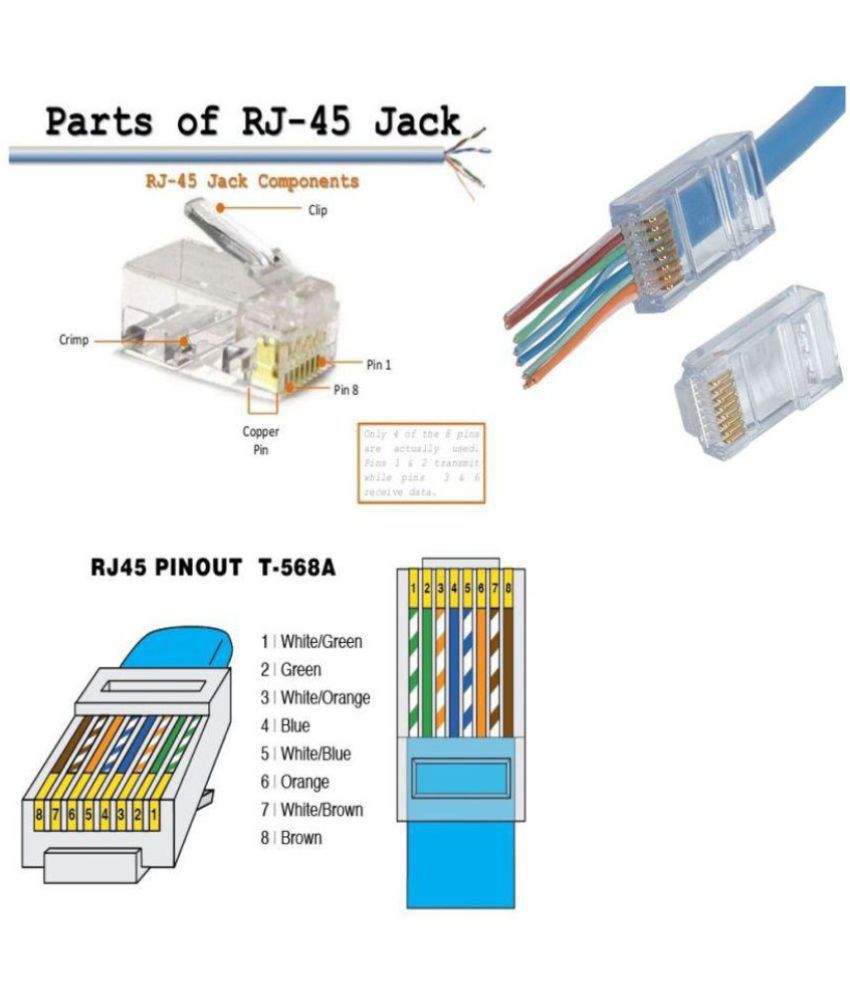 Parts of RJ-45 Jack
RJ-45 Jack Components
Clip
Crimp
Pin 1
Pin 8
Copper
Pin
Only 4 of the 8 pins
are actually used.
Pins 1 & 2 transmit
while pins 3 & 6
receive data.
RJ45 PINOUT T-568A
1 | White/Green
2 | Green
3 | White/Orange
4 | Blue
5 | White/Blue
6 | Orange
7 | White/Brown
8 | Brown
1 2 3 4 5 6 7 8
8 7 6 5 4 3 2 1